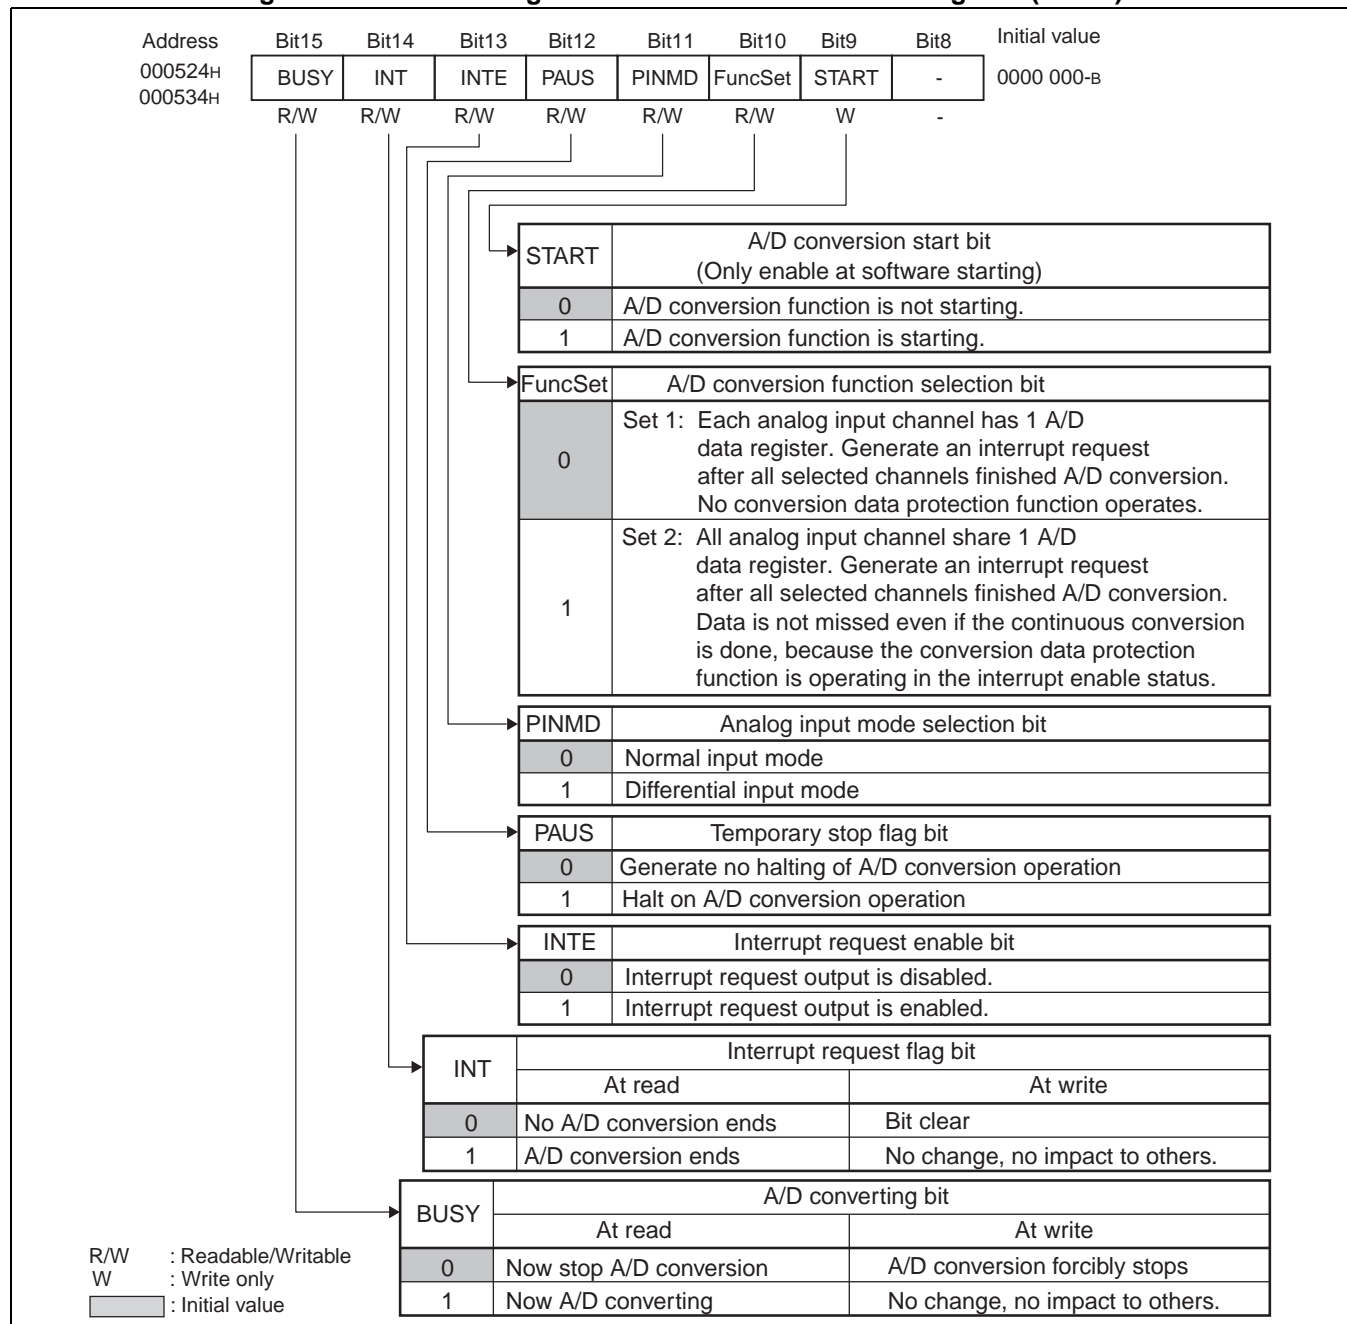 Address Bit15 Bit14 Bit13 Bit12 Bit11 Bit10 Bit9 Bit8 Initial value
000524H BUSY INT INTE PAUS PINMD FuncSet START - 0000 000-B
000534H
R/W R/W R/W R/W R/W R/W W -
START A/D conversion start bit
(Only enable at software starting)
0 A/D conversion function is not starting.
1 A/D conversion function is starting.
FuncSet A/D conversion function selection bit
0 Set 1: Each analog input channel has 1 A/D
data register. Generate an interrupt request
after all selected channels finished A/D conversion.
No conversion data protection function operates.
1 Set 2: All analog input channel share 1 A/D
data register. Generate an interrupt request
after all selected channels finished A/D conversion.
Data is not missed even if the continuous conversion
is done, because the conversion data protection
function is operating in the interrupt enable status.
PINMD Analog input mode selection bit
0 Normal input mode
1 Differential input mode
PAUS Temporary stop flag bit
0 Generate no halting of A/D conversion operation
1 Halt on A/D conversion operation
INTE Interrupt request enable bit
0 Interrupt request output is disabled.
1 Interrupt request output is enabled.
INT Interrupt request flag bit
At read At write
0 No A/D conversion ends Bit clear
1 A/D conversion ends No change, no impact to others.
BUSY A/D converting bit
At read At write
0 Now stop A/D conversion A/D conversion forcibly stops
1 Now A/D converting No change, no impact to others.
R/W : Readable/Writable
W : Write only
: Initial value